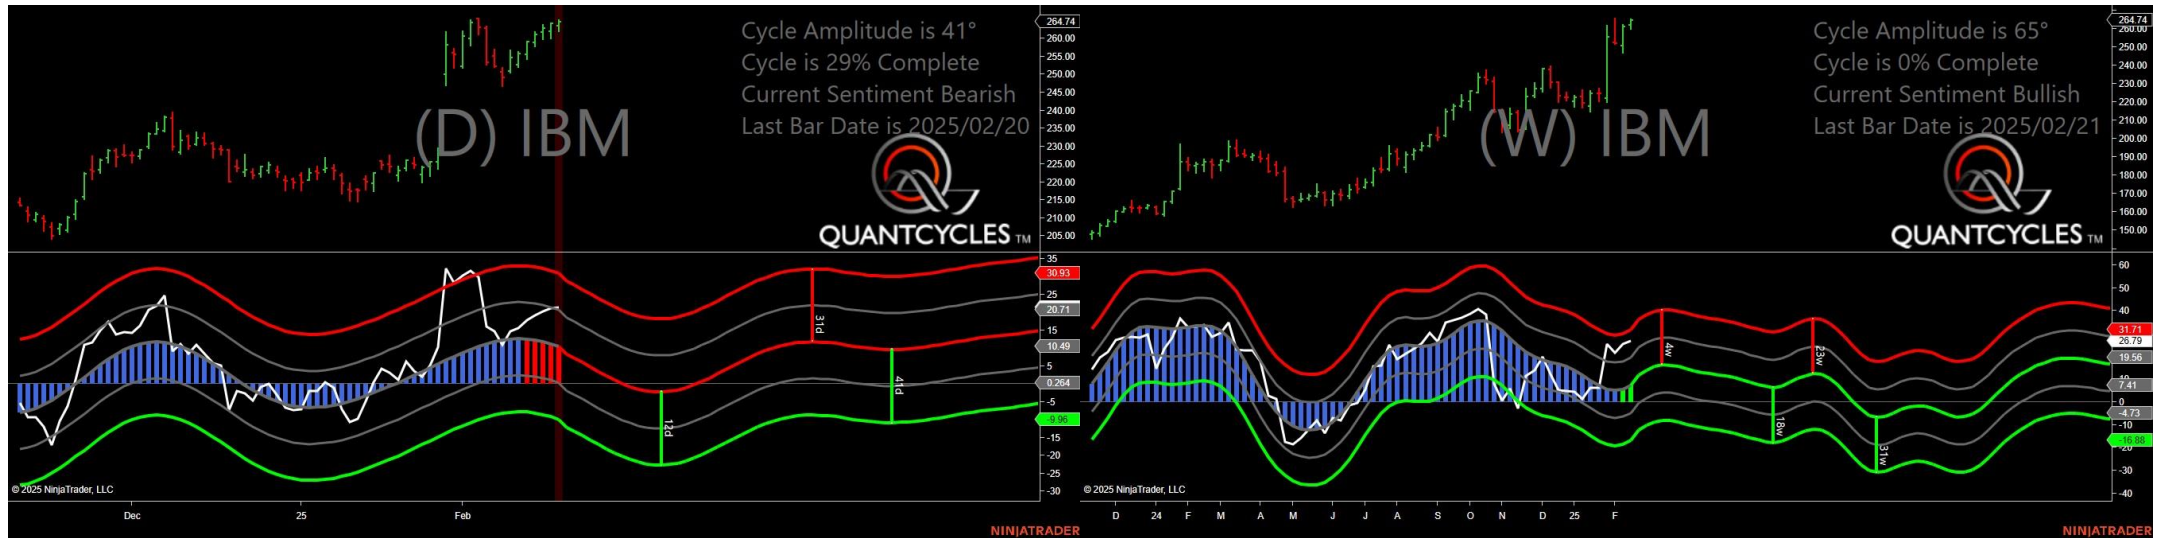 Cycle Amplitude is 41°
Cycle is 29% Complete
Current Sentiment Bearish
Last Bar Date is 2025/02/20
(D) IBM
QUANTCYCLES TM
264.74
260.00
255.00
250.00
245.00
240.00
235.00
230.00
225.00
220.00
215.00
210.00
205.00
35
30.93
25
20.71
15
10.49
5
0.264
-5
-9.96
-15
-20
-25
-30
31d
41d
12d
© 2025 NinjaTrader, LLC
Dec
25
Feb
NINJATRADER
Cycle Amplitude is 65°
Cycle is 0% Complete
Current Sentiment Bullish
Last Bar Date is 2025/02/21
(W) IBM
QUANTCYCLES TM
264.74
260.00
250.00
240.00
230.00
220.00
210.00
200.00
190.00
180.00
170.00
160.00
150.00
60
50
40
31.71
26.79
19.56
10
7.41
0
-4.73
-10
-16.88
-30
-40
4w
23w
18w
31w
© 2025 NinjaTrader, LLC
D
24
F
M
A
M
J
J
A
S
O
N
D
25
F
NINJATRADER